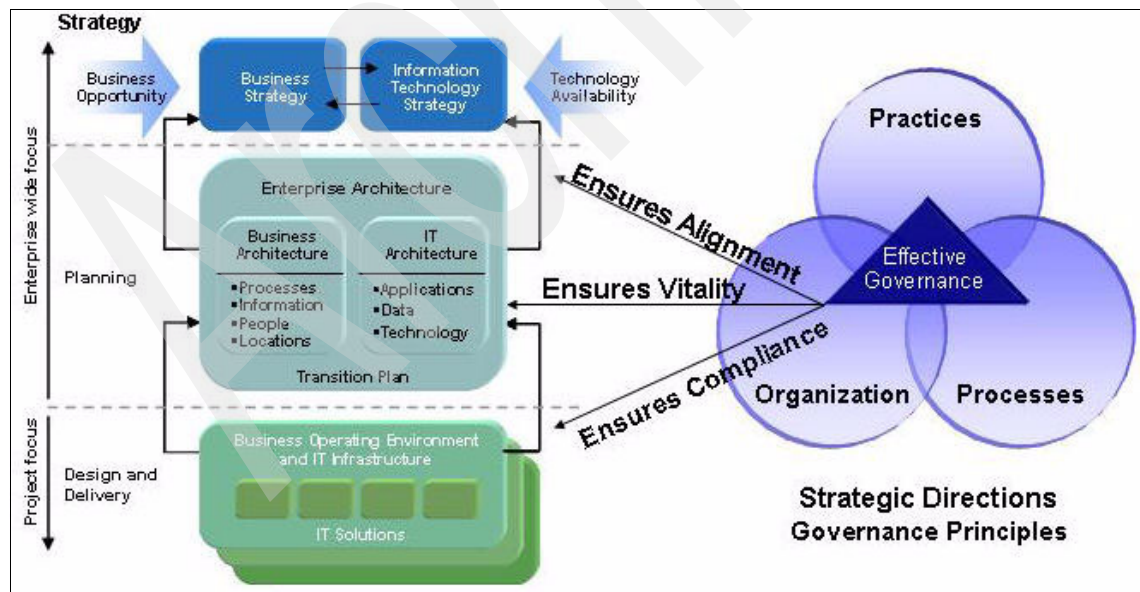 Strategy
Business
Opportunity
Business
Strategy
Information
Technology
Strategy
Technology
Availability
Enterprise wide focus
Planning
Enterprise Architecture
Business
Architecture
▪Processes
▪Information
▪People
▪Locations
IT
Architecture
▪Applications
▪Data
▪Technology
Transition Plan
Project focus
Design and
Delivery
Business Operating Environment
and IT Infrastructure
IT Solutions
Ensures Alignment
Ensures Vitality
Ensures Compliance
Practices
Effective
Governance
Organization
Processes
Strategic Directions
Governance Principles